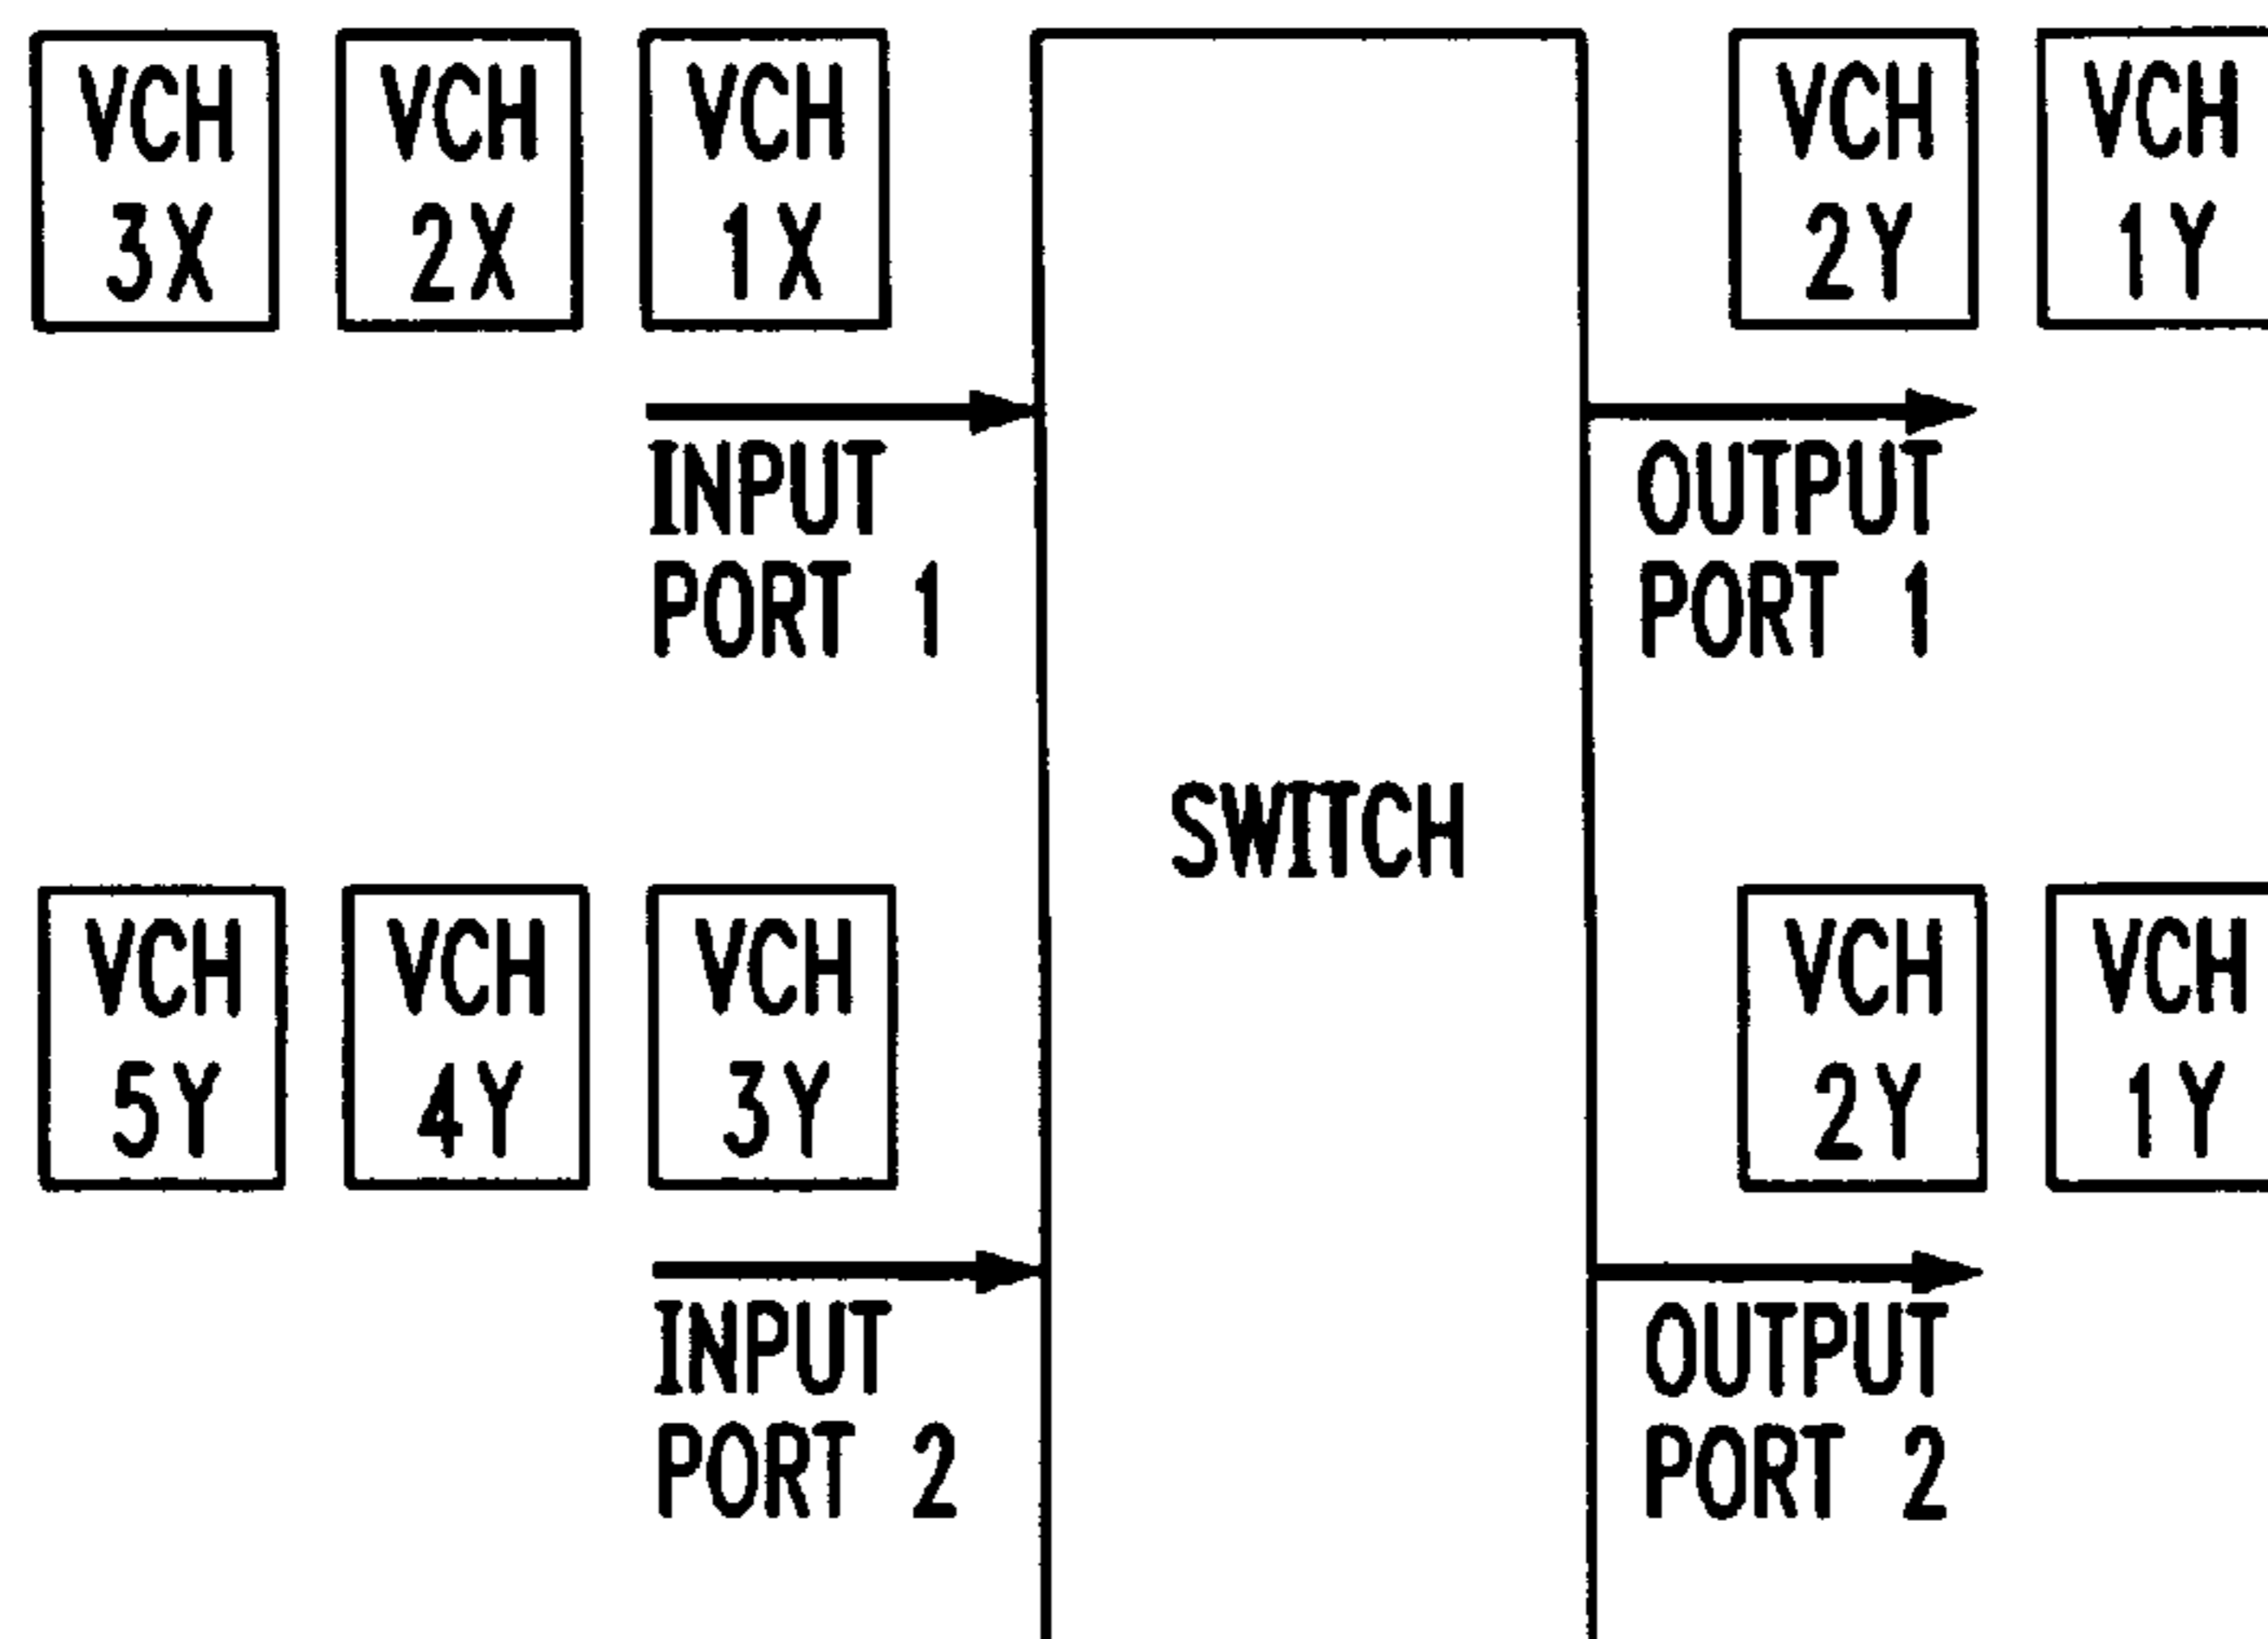 VCH
3X
VCH
2X
VCH
1X
VCH
2Y
VCH
1Y
INPUT
PORT 1
OUTPUT
PORT 1
SWITCH
VCH
5Y
VCH
4Y
VCH
3Y
VCH
2Y
VCH
1Y
INPUT
PORT 2
OUTPUT
PORT 2